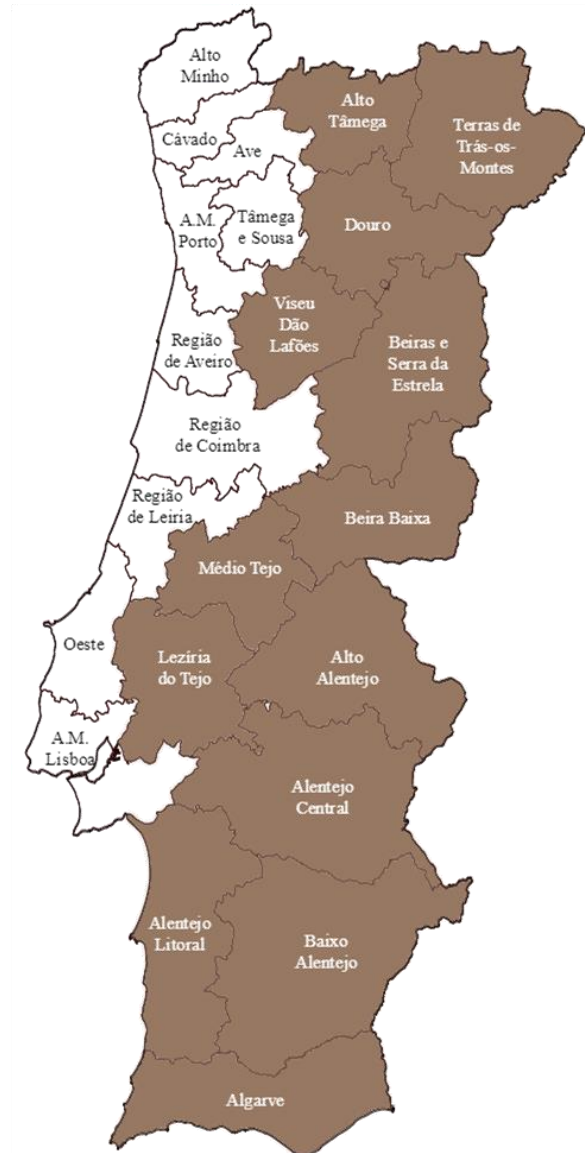 Alto
Minho
Alto
Tâmega
Terras de
Trás-os-
Montes
Cávado
Ave
A.M.
Porto
Tâmega
e Sousa
Douro
Viseu
Dão
Lafões
Região
de Aveiro
Beiras e
Serra da
Estrela
Região
de Coimbra
Região
de Leiria
Beira Baixa
Médio Tejo
Oeste
Lezíria
do Tejo
Alto
Alentejo
A.M.
Lisboa
Alentejo
Central
Alentejo
Litoral
Baixo
Alentejo
Algarve